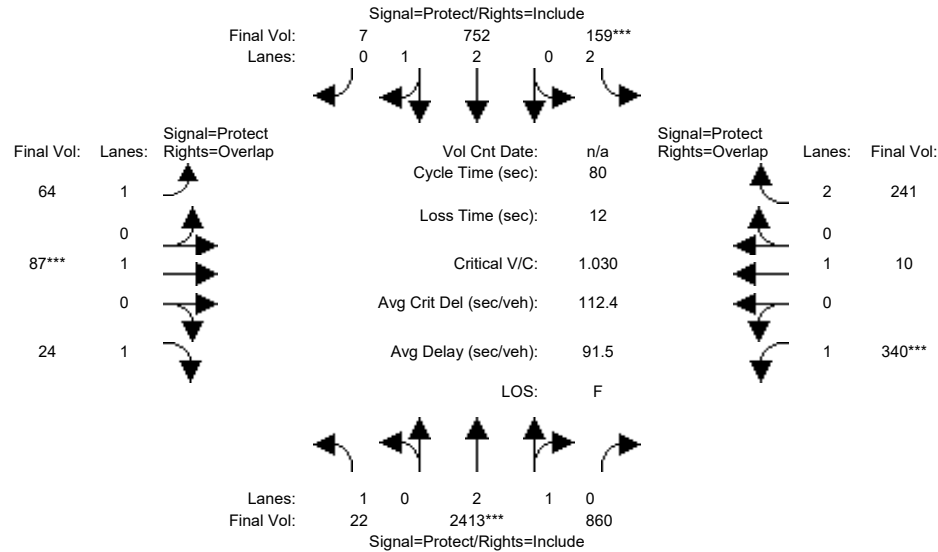 Signal=Protect/Rights=Include
Final Vol: 7 752 159***
Lanes: 0 1 2 0 2
Signal=Protect
Final Vol: Lanes: Rights=Overlap
Vol Cnt Date: n/a
Signal=Protect
Rights=Overlap Lanes: Final Vol:
Cycle Time (sec): 80
64 1
2 241
Loss Time (sec): 12
0
0
87*** 1
Critical V/C: 1.030
1 10
0
Avg Crit Del (sec/veh): 112.4
0
24 1
Avg Delay (sec/veh): 91.5
1 340***
LOS: F
Lanes: 1 0 2 1 0
Final Vol: 22 2413*** 860
Signal=Protect/Rights=Include